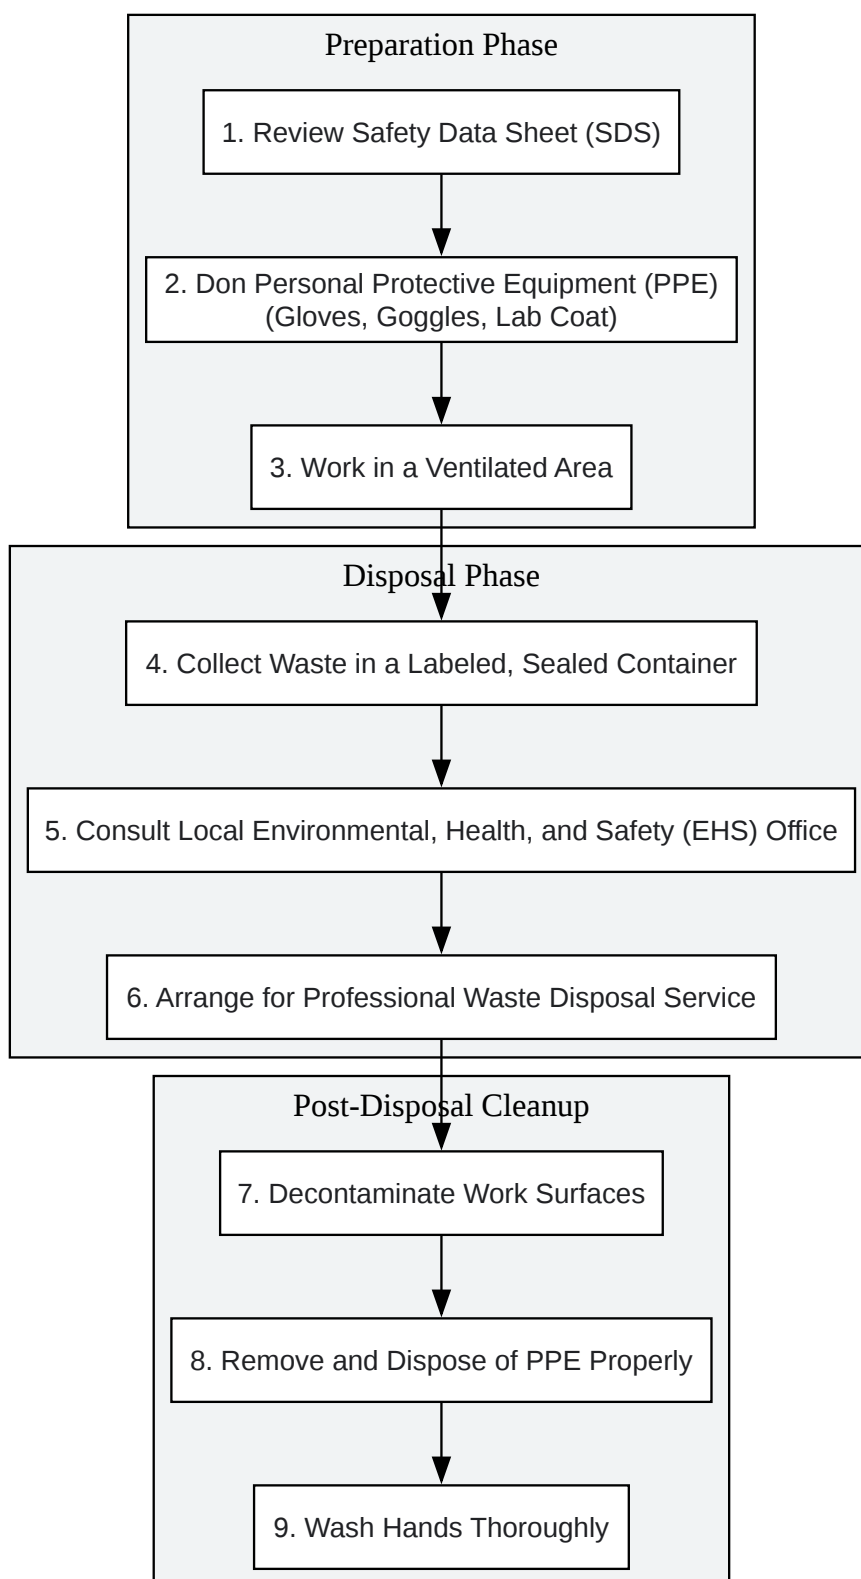 Preparation Phase
1. Review Safety Data Sheet (SDS)
2. Don Personal Protective Equipment (PPE)
(Gloves, Goggles, Lab Coat)
3. Work in a Ventilated Area
Disposal Phase
4. Collect Waste in a Labeled, Sealed Container
5. Consult Local Environmental, Health, and Safety (EHS) Office
6. Arrange for Professional Waste Disposal Service
Post-Disposal Cleanup
7. Decontaminate Work Surfaces
8. Remove and Dispose of PPE Properly
9. Wash Hands Thoroughly